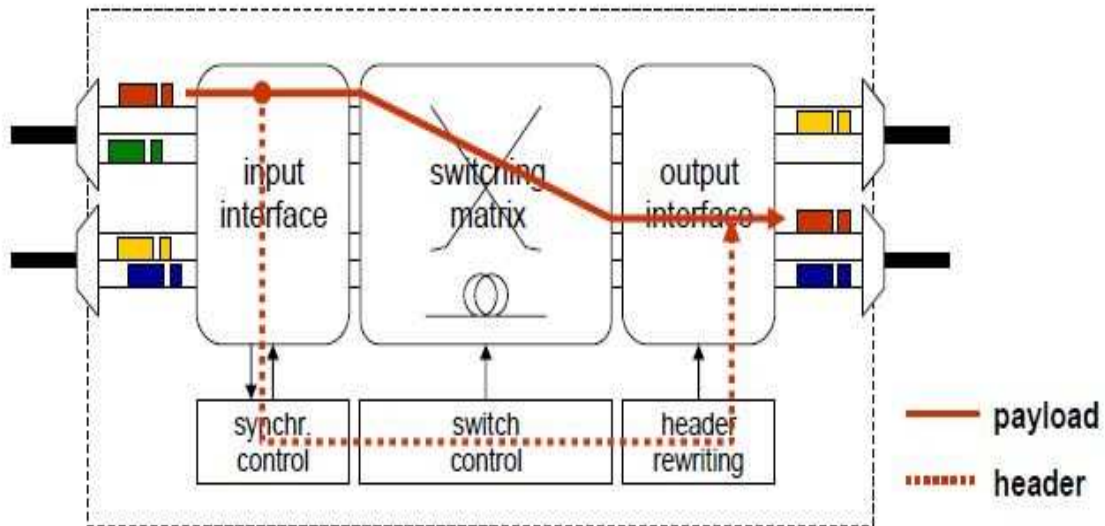 input
interface
switching
matrix
output
interface
synchr.
control
switch
control
header
rewriting
payload
header